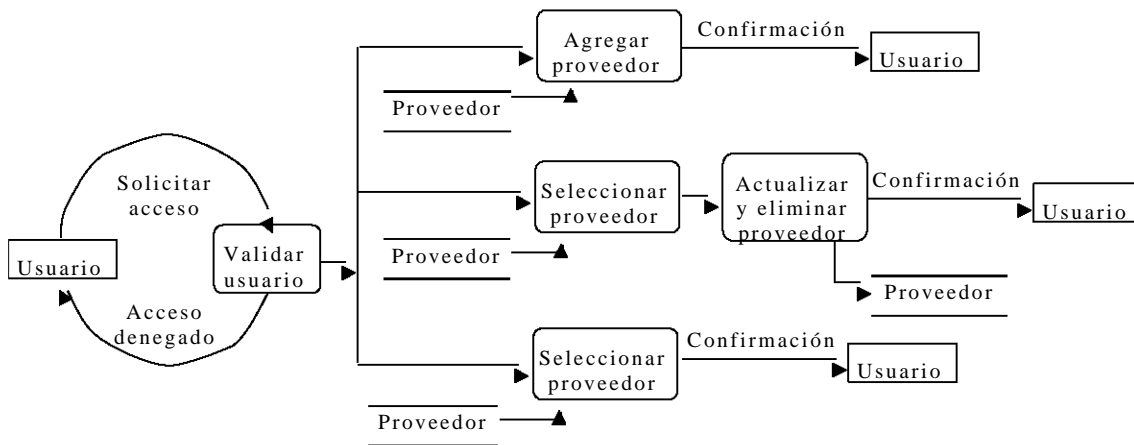 Agregar
proveedor
Confirmación
Usuario
Proveedor
Solicitar
acceso
Usuario
Validar
usuario
Acceso
denegado
Seleccionar
proveedor
Proveedor
Actualizar
y eliminar
proveedor
Confirmación
Usuario
Proveedor
Seleccionar
proveedor
Confirmación
Usuario
Proveedor